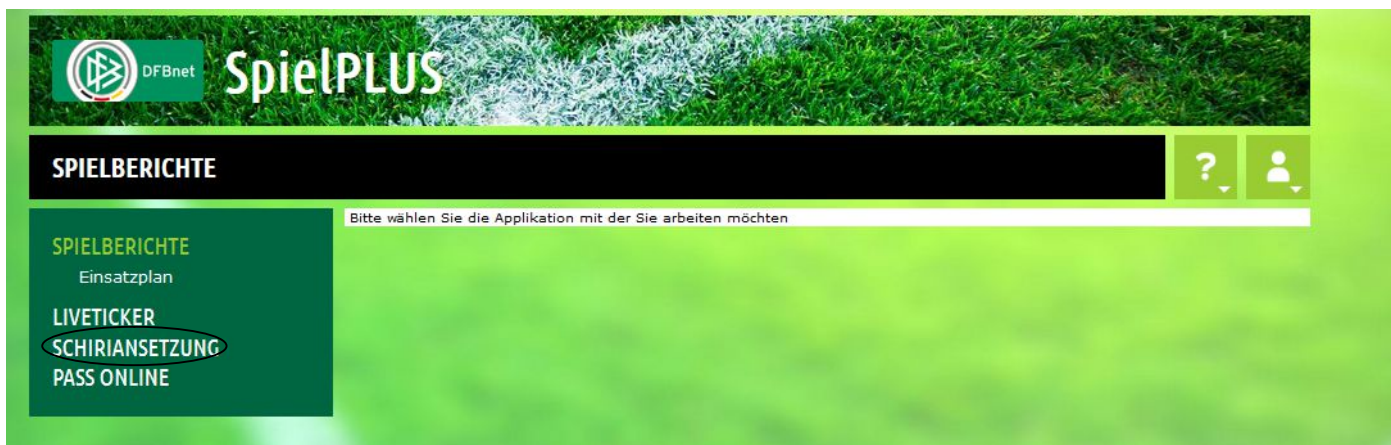 DFBnet SpielPLUS
SPIELBERICHTE
?
Bitte wählen Sie die Applikation mit der Sie arbeiten möchten
SPIELBERICHTE
Einsatzplan
LIVETICKER
SCHIRIANSETZUNG
PASS ONLINE